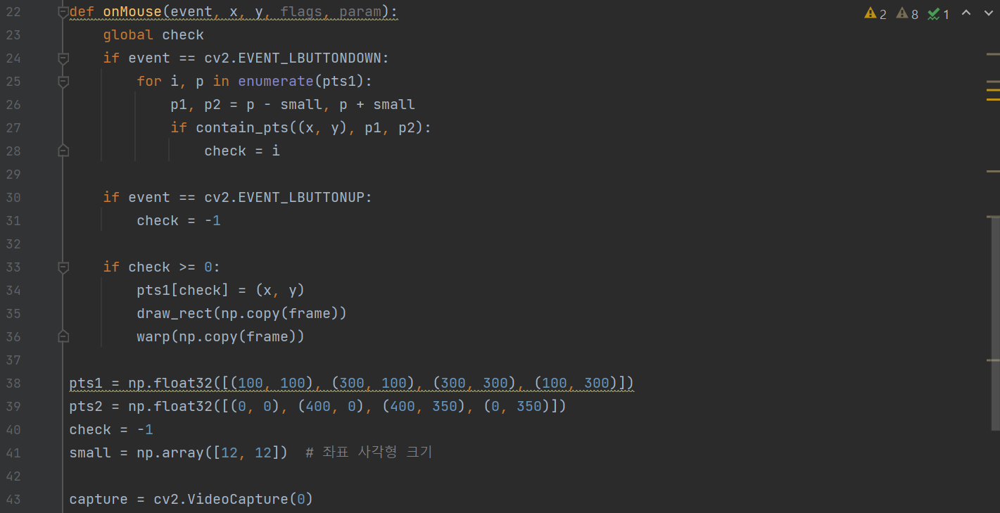 22 def onMouse(event, x, y, flags, param):
23     global check
24     if event == cv2.EVENT_LBUTTONDOWN:
25         for i, p in enumerate(pts1):
26             p1, p2 = p - small, p + small
27             if contain_pts((x, y), p1, p2):
28                 check = i
29
30     if event == cv2.EVENT_LBUTTONUP:
31         check = -1
32
33     if check >= 0:
34         pts1[check] = (x, y)
35         draw_rect(np.copy(frame))
36         warp(np.copy(frame))
37
38 pts1 = np.float32([(100, 100), (300, 100), (300, 300), (100, 300)])
39 pts2 = np.float32([(0, 0), (400, 0), (400, 350), (0, 350)])
40 check = -1
41 small = np.array([12, 12])  # 좌표 사각형 크기
42
43 capture = cv2.VideoCapture(0)
2 8 1